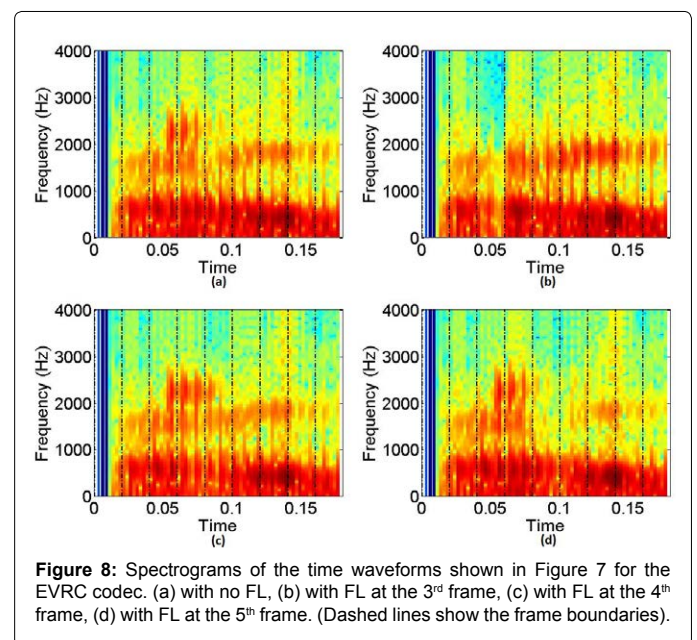 4000
3000
2000
1000
0
Frequency (Hz)
0 0.05 0.1 0.15
Time
(a)
4000
3000
2000
1000
0
Frequency (Hz)
0 0.05 0.1 0.15
Time
(b)
4000
3000
2000
1000
0
Frequency (Hz)
0 0.05 0.1 0.15
Time
(c)
4000
3000
2000
1000
0
Frequency (Hz)
0 0.05 0.1 0.15
Time
(d)
Figure 8: Spectrograms of the time waveforms shown in Figure 7 for the
EVRC codec. (a) with no FL, (b) with FL at the 3rd frame, (c) with FL at the 4th
frame, (d) with FL at the 5th frame. (Dashed lines show the frame boundaries).